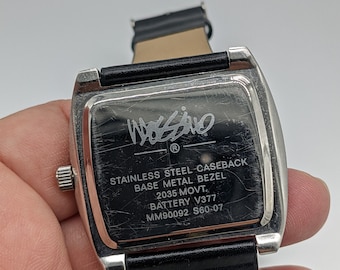 Mossimo
®
STAINLESS STEEL CASEBACK
BASE METAL BEZEL
2035 MOVT.
BATTERY V377
MM90092 S60-07